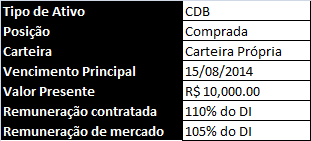 Tipo de Ativo CDB
Posição Comprada
Carteira Carteira Própria
Vencimento Principal 15/08/2014
Valor Presente R$ 10,000.00
Remuneração contratada 110% do DI
Remuneração de mercado 105% do DI